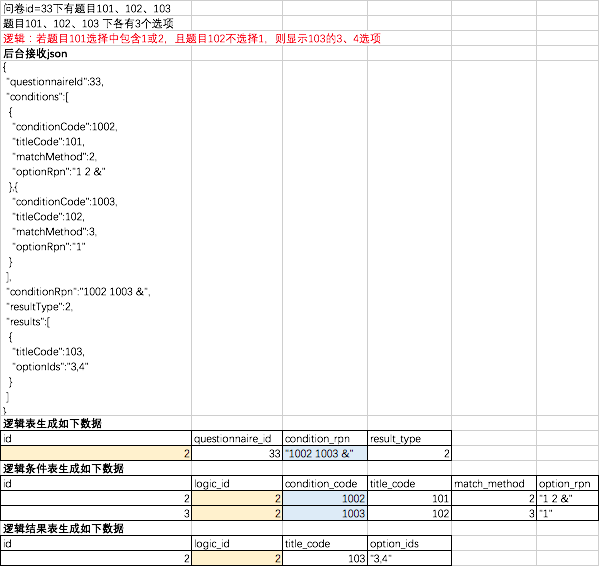 问卷id=33下有题目101、102、103
题目101、102、103 下各有3个选项
逻辑：若题目101选择中包含1或2，且题目102不选择1，则显示103的3、4选项
后台接收json
{
"questionnaireId":33,
"conditions":[
{
"conditionCode":1002,
"titleCode":101,
"matchMethod":2,
"optionRpn":"1 2 &"
},{
"conditionCode":1003,
"titleCode":102,
"matchMethod":3,
"optionRpn":"1"
}
],
"conditionRpn":"1002 1003 &",
"resultType":2,
"results":[
{
"titleCode":103,
"optionIds":"3,4"
}
]
}
逻辑表生成如下数据
id questionnaire_id condition_rpn result_type
2 33 "1002 1003 &" 2
逻辑条件表生成如下数据
id logic_id condition_code title_code match_method option_rpn
2 2 1002 101 2 "1 2 &"
3 2 1003 102 3 "1"
逻辑结果表生成如下数据
id logic_id title_code option_ids
2 2 103 "3,4"